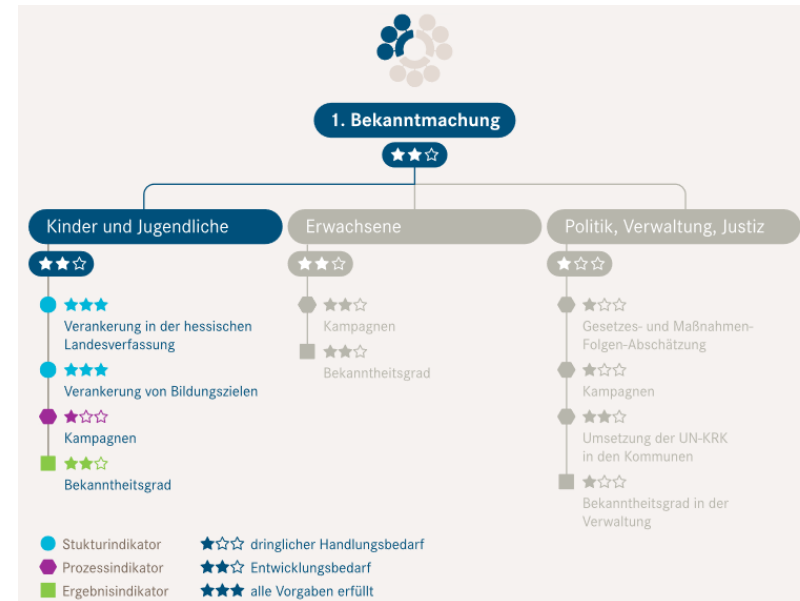 1. Bekanntmachung
★★☆
Kinder und Jugendliche
★★☆
★★★
Verankerung in der hessischen
Landesverfassung
★★★
Verankerung von Bildungszielen
★☆☆
Kampagnen
★★☆
Bekanntheitsgrad
Erwachsene
★★☆
★★☆
Kampagnen
★★☆
Bekanntheitsgrad
Politik, Verwaltung, Justiz
★☆☆
★☆☆
Gesetzes- und Maßnahmen-
Folgen-Abschätzung
★☆☆
Kampagnen
★★☆
Umsetzung der UN-KRK
in den Kommunen
★☆☆
Bekanntheitsgrad in der
Verwaltung
Stukturindikator
Prozessindikator
Ergebnisindikator
★☆☆ dringlicher Handlungsbedarf
★★☆ Entwicklungsbedarf
★★★ alle Vorgaben erfüllt